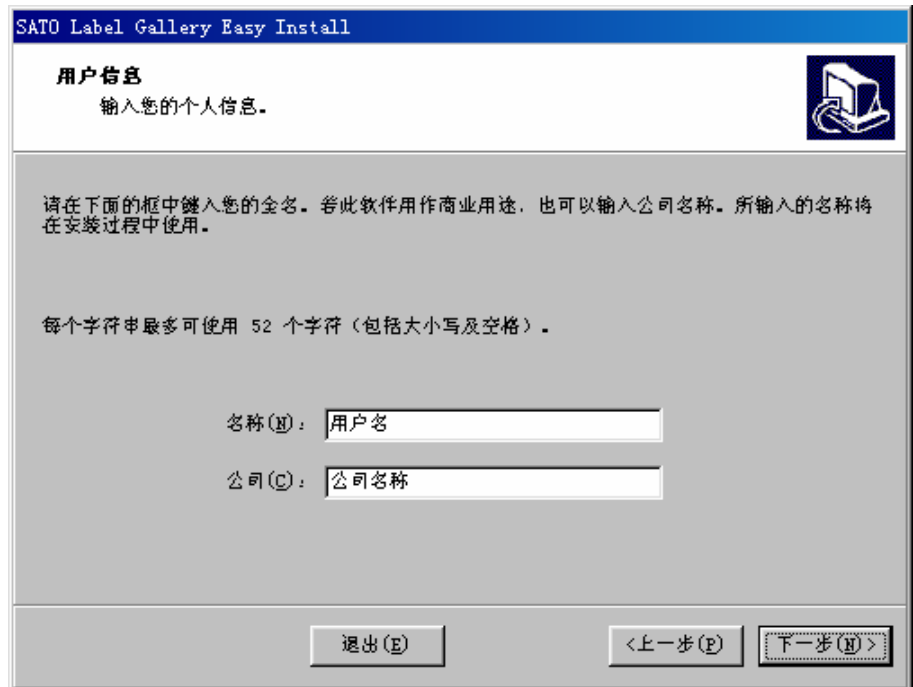 SATO Label Gallery Easy Install
用户信息
输入您的个人信息。
请在下面的框中键入您的全名。若此软件用作商业用途，也可以输入公司名称。所输入的名称将
在安装过程中使用。
每个字符串最多可使用 52 个字符（包括大小写及空格）。
名称(N)： 用户名
公司(C)： 公司名称
退出(E) <上一步(P) 下一步(N)>